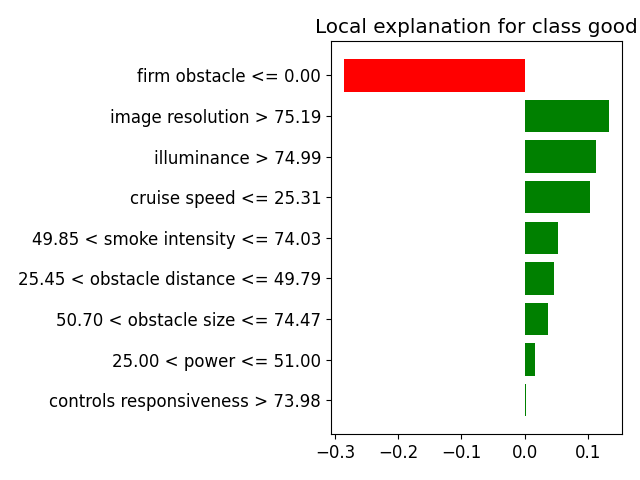 Local explanation for class good
firm obstacle <= 0.00
image resolution > 75.19
illuminance > 74.99
cruise speed <= 25.31
49.85 < smoke intensity <= 74.03
25.45 < obstacle distance <= 49.79
50.70 < obstacle size <= 74.47
25.00 < power <= 51.00
controls responsiveness > 73.98
−0.3 −0.2 −0.1 0.0 0.1